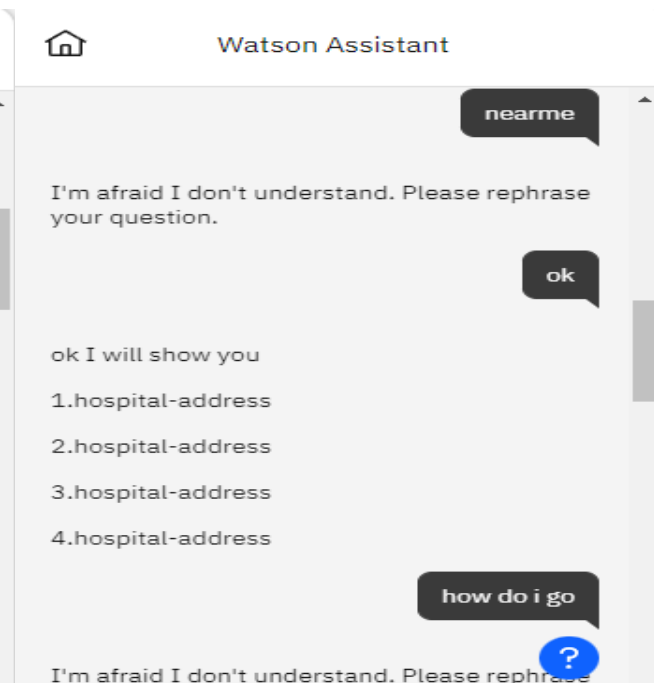 Watson Assistant
nearme
I'm afraid I don't understand. Please rephrase
your question.
ok
ok I will show you
1.hospital-address
2.hospital-address
3.hospital-address
4.hospital-address
how do i go
?
I'm afraid I don't understand. Please rephrase